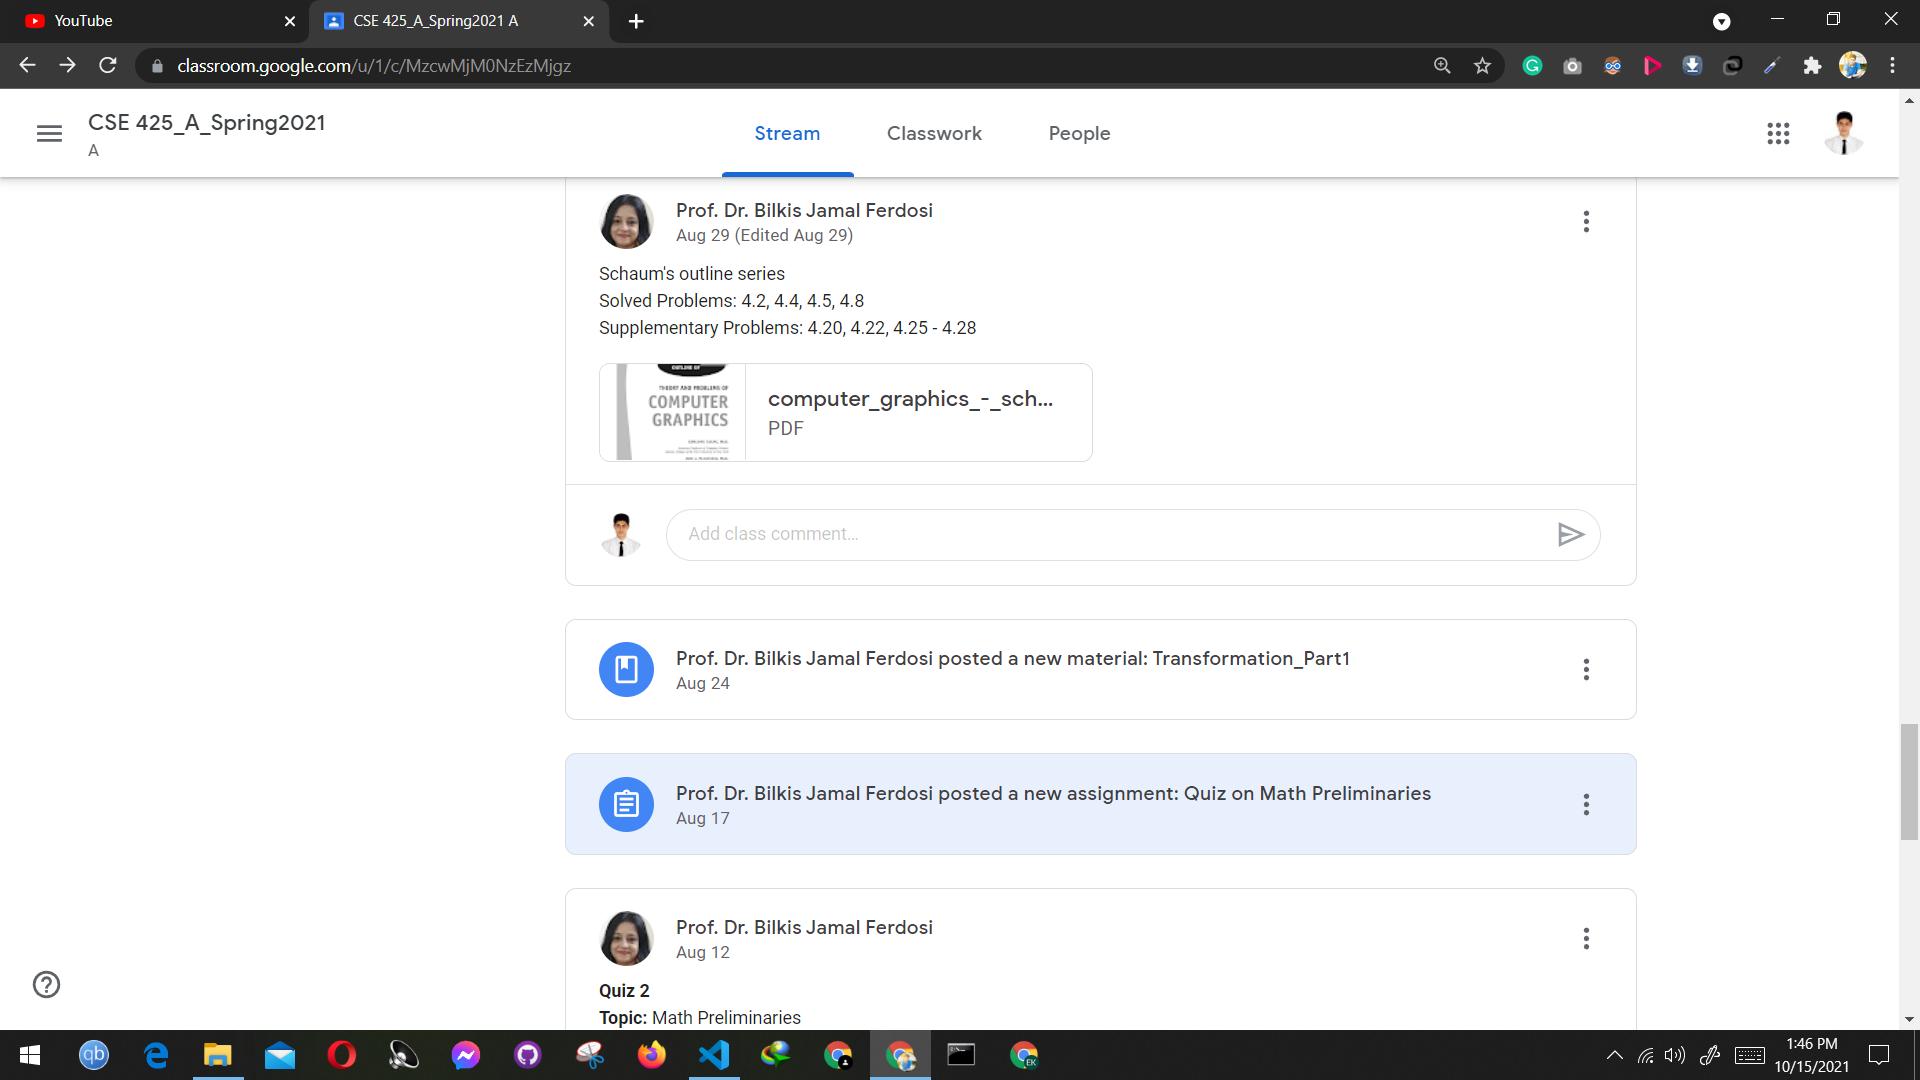 YouTube
CSE 425_A_Spring2021 A
classroom.google.com/u/1/c/MzcwMjM0NzEzMjgz
CSE 425_A_Spring2021
A
Stream
Classwork
People
Prof. Dr. Bilkis Jamal Ferdosi
Aug 29 (Edited Aug 29)
Schaum's outline series
Solved Problems: 4.2, 4.4, 4.5, 4.8
Supplementary Problems: 4.20, 4.22, 4.25 - 4.28
OUTLINE OF
THEORY AND PROBLEMS OF
COMPUTER
GRAPHICS
computer_graphics_-_sch...
PDF
Add class comment...
Prof. Dr. Bilkis Jamal Ferdosi posted a new material: Transformation_Part1
Aug 24
Prof. Dr. Bilkis Jamal Ferdosi posted a new assignment: Quiz on Math Preliminaries
Aug 17
Prof. Dr. Bilkis Jamal Ferdosi
Aug 12
Quiz 2
Topic: Math Preliminaries
qb
EK
1:46 PM
10/15/2021